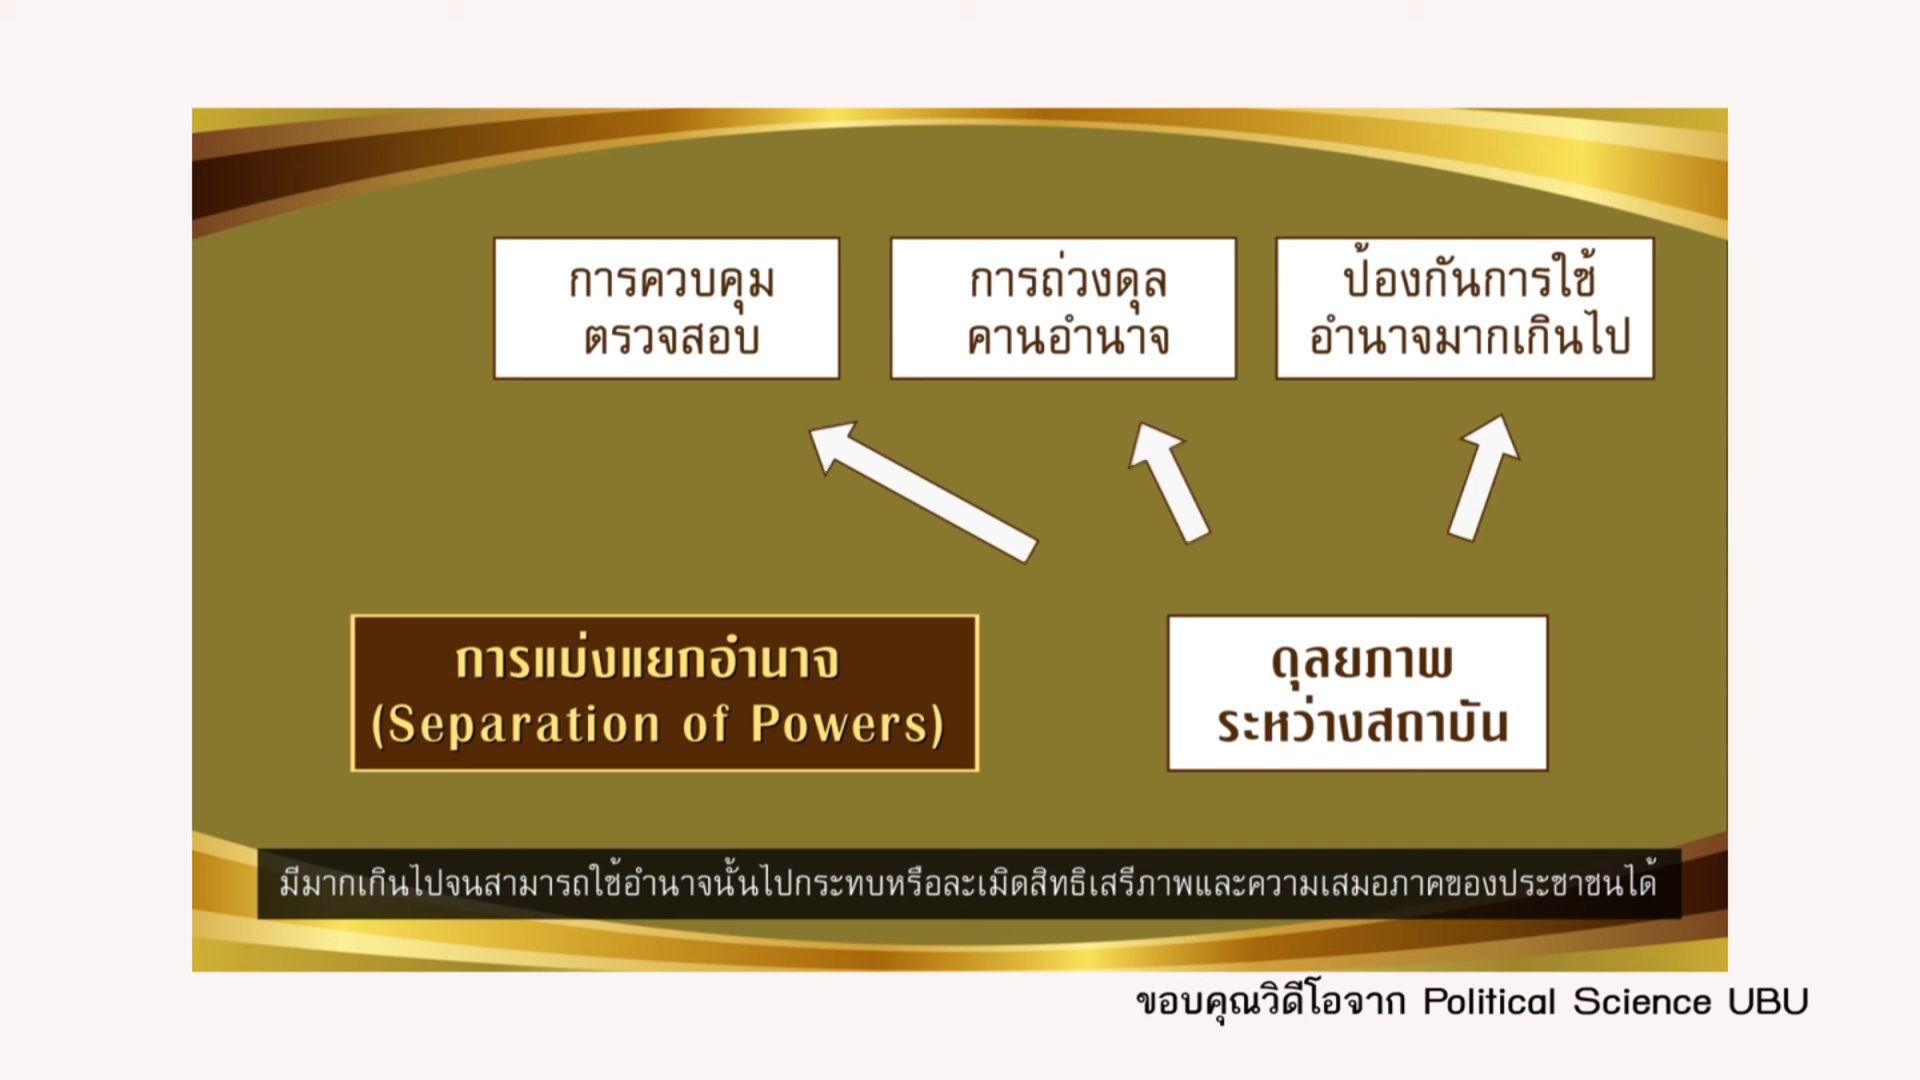 การควบคุม
ตรวจสอบ
การถ่วงดุล
คานอำนาจ
ป้องกันการใช้
อำนาจมากเกินไป
การแบ่งแยกอำนาจ
(Separation of Powers)
ดุลยภาพ
ระหว่างสถาบัน
มีมากเกินไปจนสามารถใช้อำนาจนั้นไปกระทบหรือละเมิดสิทธิเสรีภาพและความเสมอภาคของประชาชนได้
ขอบคุณวิดีโอจาก Political Science UBU